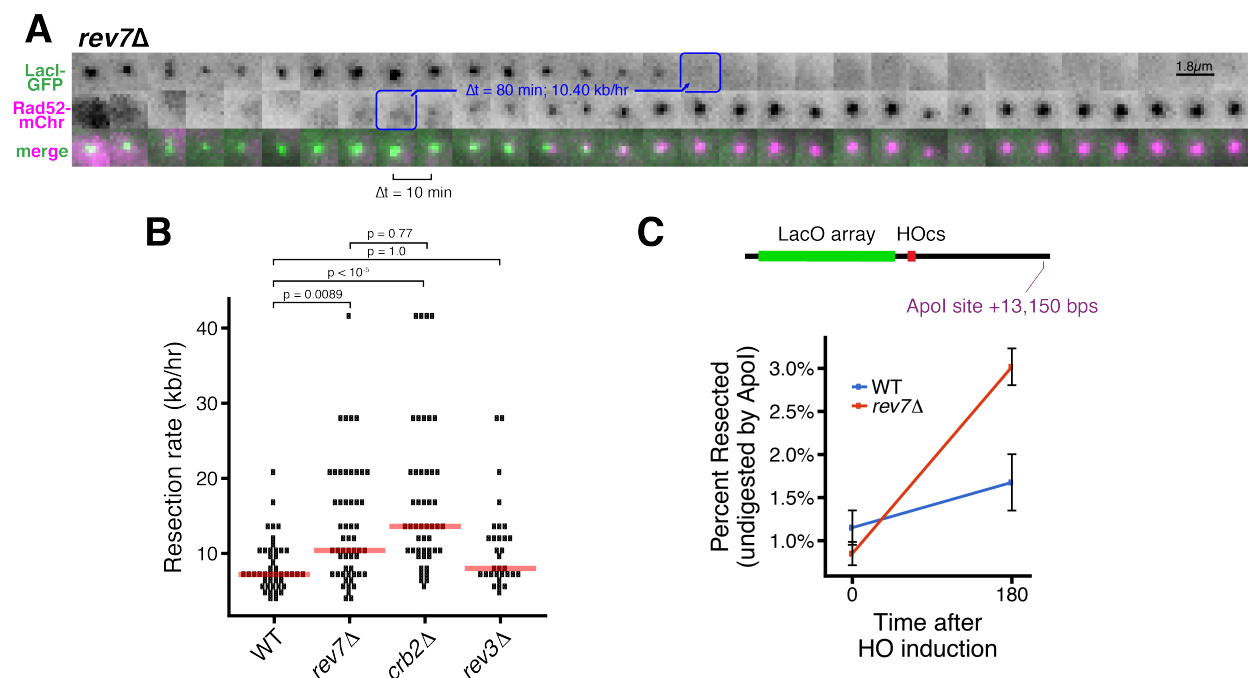 A
rev7Δ
LacI-
GFP
Rad52-
mChr
merge
Δt = 80 min; 10.40 kb/hr
1.8µm
Δt = 10 min
B
p = 0.77
p = 1.0
p < 10-5
p = 0.0089
Resection rate (kb/hr)
40
30
20
10
WT
rev7Δ
crb2Δ
rev3Δ
C
LacO array HOcs
ApoI site +13,150 bps
Percent Resected
(undigested by ApoI)
3.0%
2.5%
2.0%
1.5%
1.0%
WT
rev7Δ
0 180
Time after
HO induction